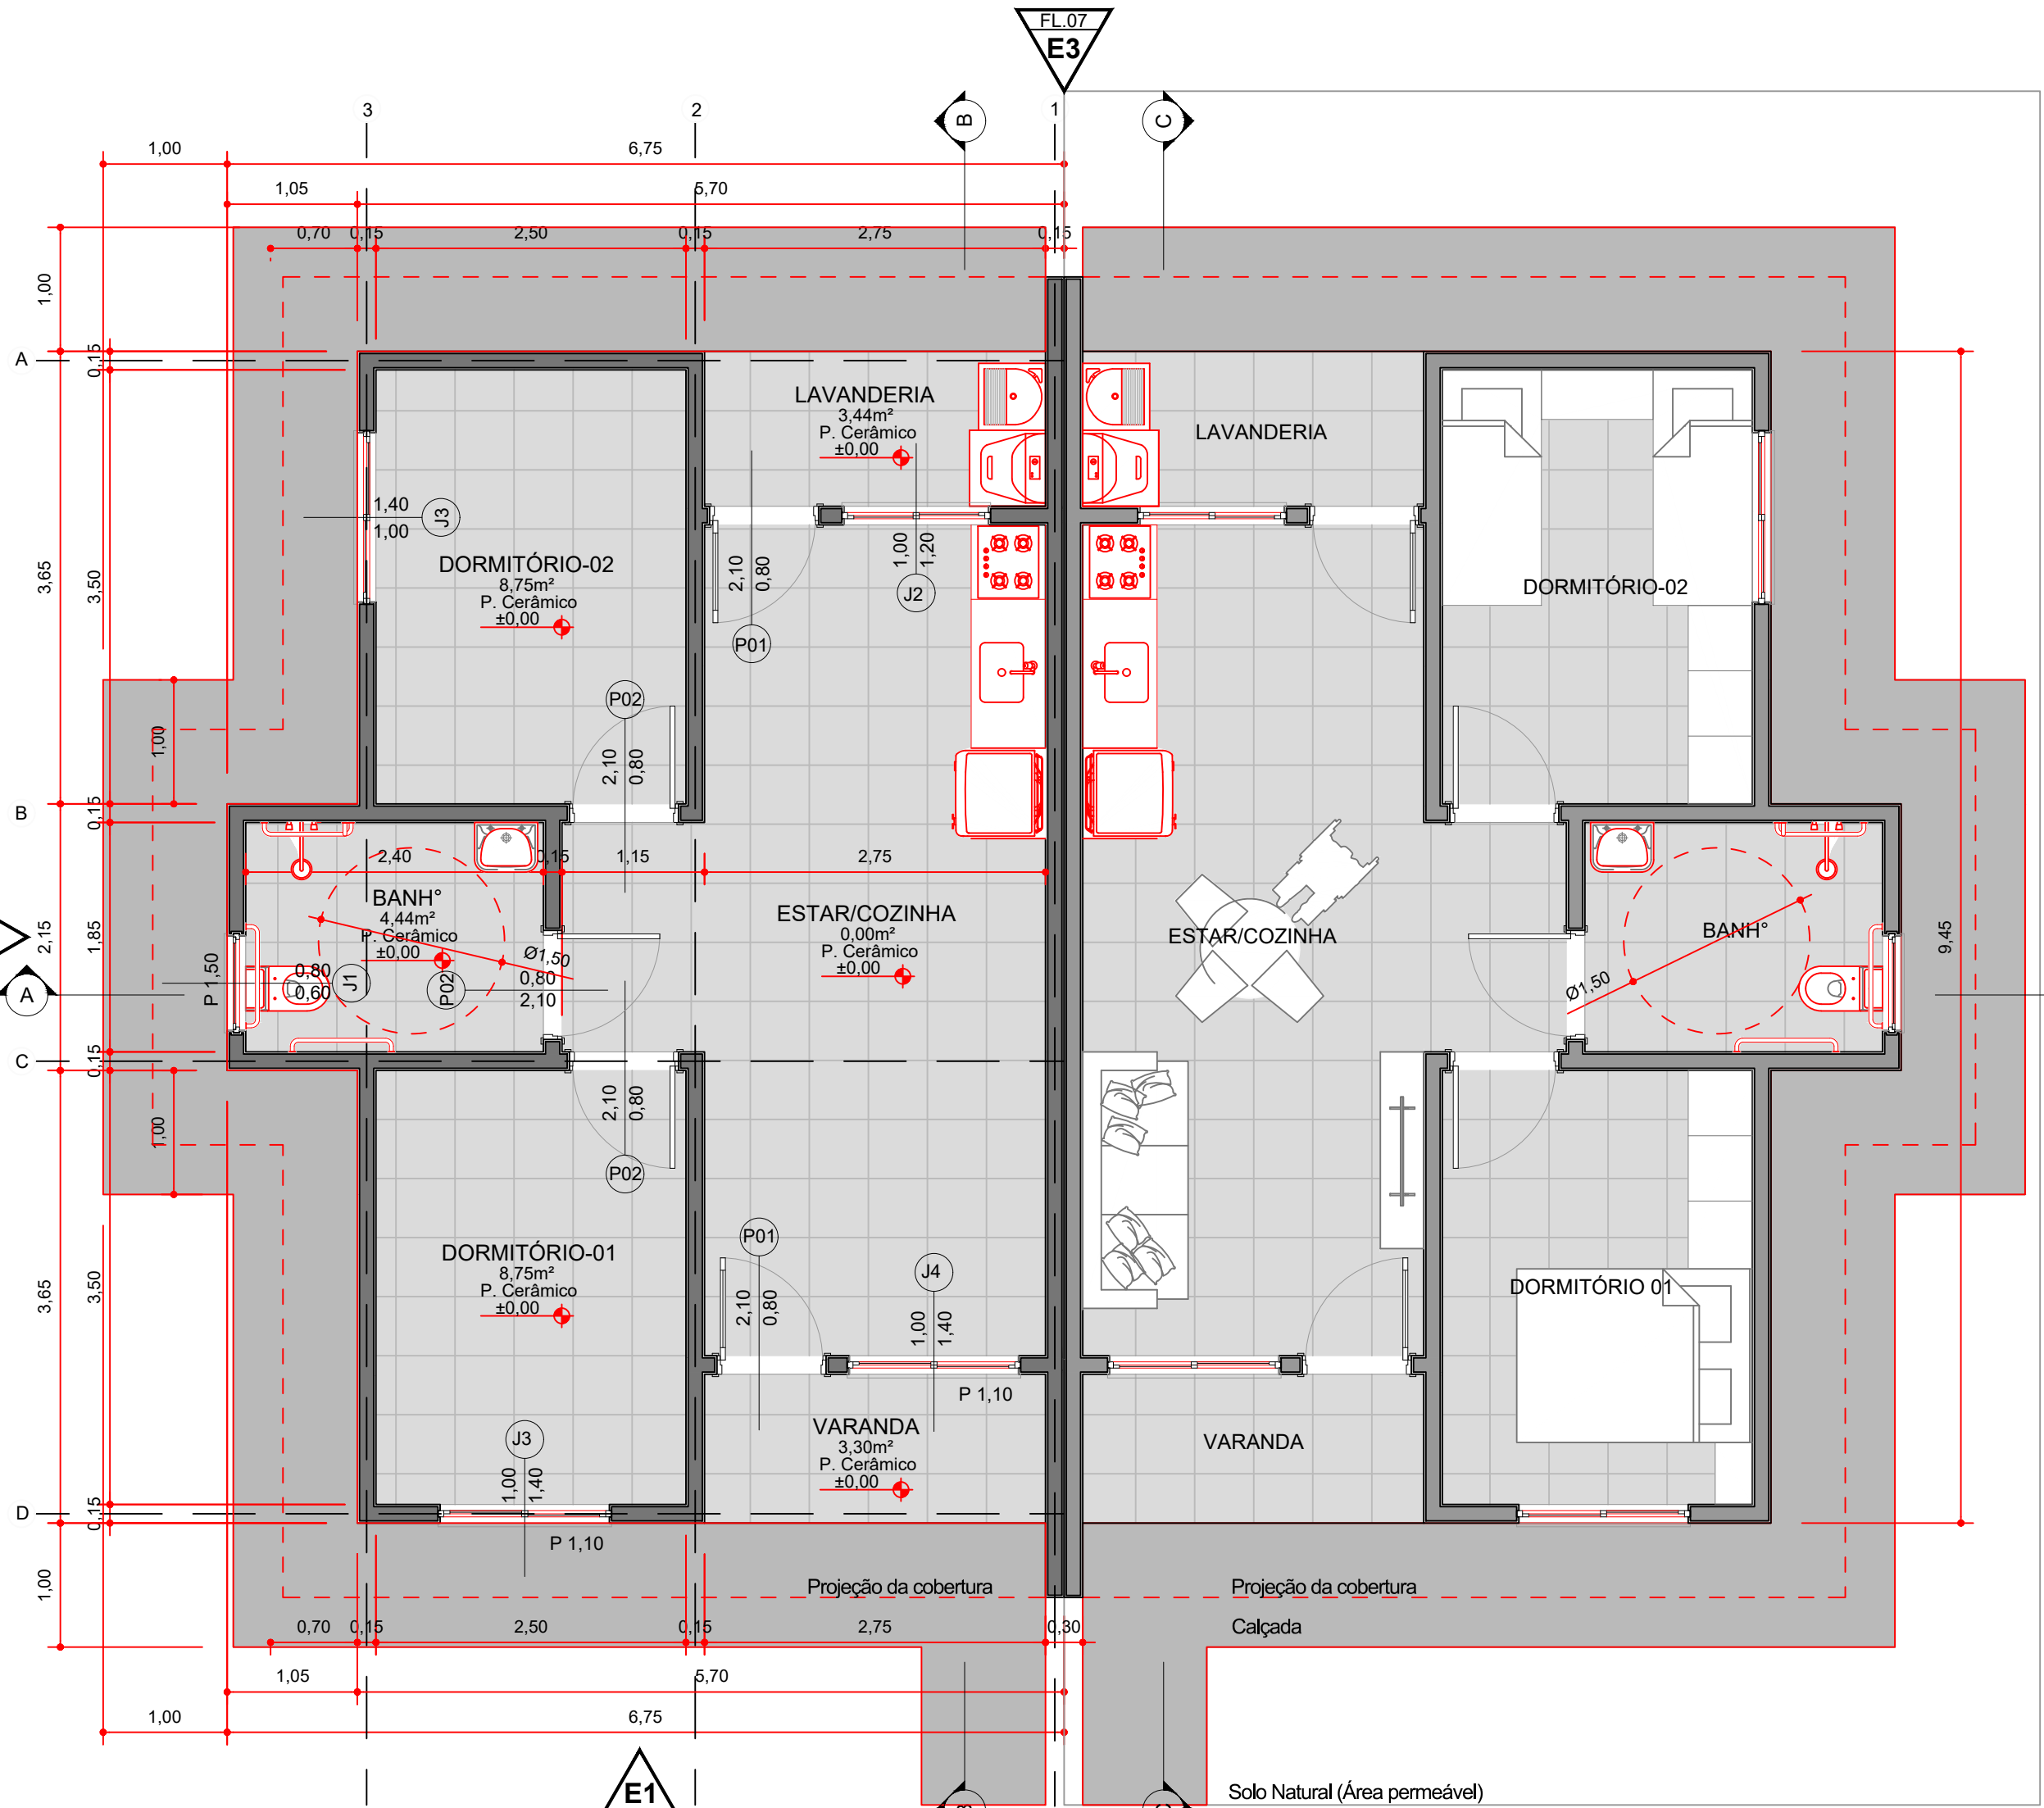 FL.07
E3
3
2
1
B
C
1,00
6,75
1,05
5,70
0,70
0,15
2,50
0,15
2,75
0,15
1,00
A
0,15
LAVANDERIA
3,44m²
P. Cerâmico
±0,00
LAVANDERIA
1,40
1,00
J3
3,65
3,50
DORMITÓRIO-02
8,75m²
P. Cerâmico
±0,00
2,10
0,80
P01
1,00
1,20
J2
DORMITÓRIO-02
P02
2,10
0,80
1,00
B
0,15
2,40
0,15
1,15
2,75
BANH°
4,44m²
P. Cerâmico
±0,00
ESTAR/COZINHA
0,00m²
P. Cerâmico
±0,00
ESTAR/COZINHA
BANH°
2,15
1,85
9,45
P 1,50
0,80
0,60
J1
P02
Ø1,50
0,80
2,10
Ø1,50
A
C
0,15
2,10
0,80
P02
1,00
3,65
3,50
DORMITÓRIO-01
8,75m²
P. Cerâmico
±0,00
P01
2,10
0,80
J4
1,00
1,40
DORMITÓRIO 01
P 1,10
J3
1,00
1,40
VARANDA
3,30m²
P. Cerâmico
±0,00
VARANDA
D
0,15
P 1,10
1,00
Projeção da cobertura
Projeção da cobertura
0,70
0,15
2,50
0,15
2,75
0,30
Calçada
1,05
5,70
1,00
6,75
E1
Solo Natural (Área permeável)